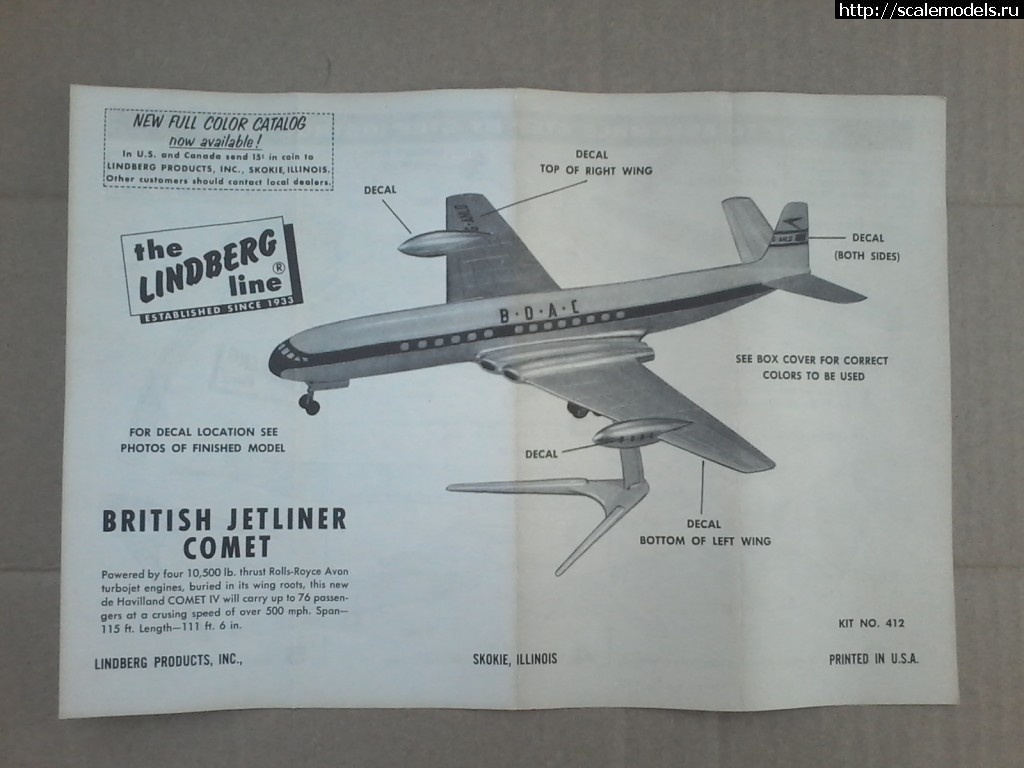 http://scalemodels.ru
NEW FULL COLOR CATALOG
now available!
In U.S. and Canada send 15¢ in coin to
LINDBERG PRODUCTS, INC., SKOKIE, ILLINOIS.
Other customers should contact local dealers.
the
LINDBERG
line®
ESTABLISHED SINCE 1933
DECAL
DECAL
TOP OF RIGHT WING
DECAL
(BOTH SIDES)
B·O·A·C
SEE BOX COVER FOR CORRECT
COLORS TO BE USED
FOR DECAL LOCATION SEE
PHOTOS OF FINISHED MODEL
DECAL
DECAL
BOTTOM OF LEFT WING
BRITISH JETLINER
COMET
Powered by four 10,500 lb. thrust Rolls-Royce Avon
turbojet engines, buried in its wing roots, this new
de Havilland COMET IV will carry up to 76 passen-
gers at a crusing speed of over 500 mph. Span—
115 ft. Length—111 ft. 6 in.
KIT NO. 412
LINDBERG PRODUCTS, INC.,
SKOKIE, ILLINOIS
PRINTED IN U.S.A.